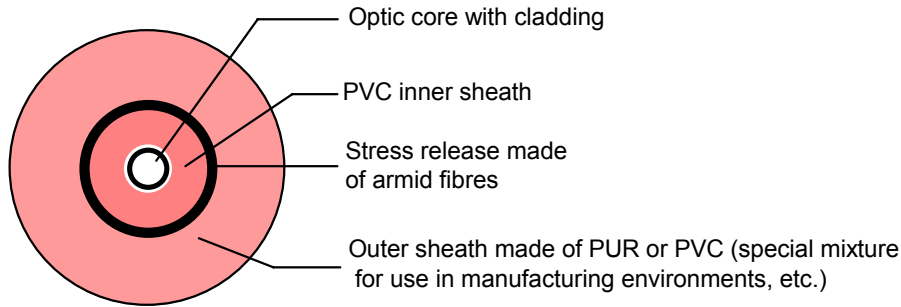 Optic core with cladding
PVC inner sheath
Stress release made
of armid fibres
Outer sheath made of PUR or PVC (special mixture
for use in manufacturing environments, etc.)